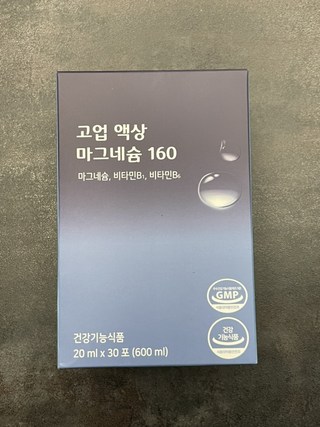 고업 액상
마그네슘 160
마그네슘, 비타민B₁, 비타민B₆
GMP
건강
기능식품
건강기능식품
20 ml x 30 포 (600 ml)